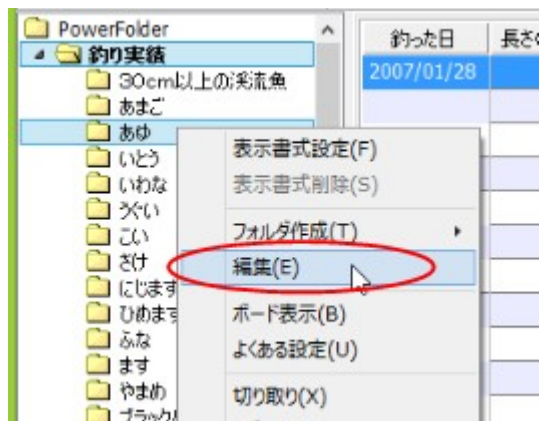 PowerFolder
釣り実績
30cm以上の渓流魚
あまご
あゆ
いとう
いわな
うぐい
こい
さけ
にじます
ひめます
ふな
ます
やまめ
釣った日
長さ
2007/01/28
表示書式設定(F)
表示書式削除(S)
フォルダ作成(T)
編集(E)
ボード表示(B)
よくある設定(U)
切り取り(X)